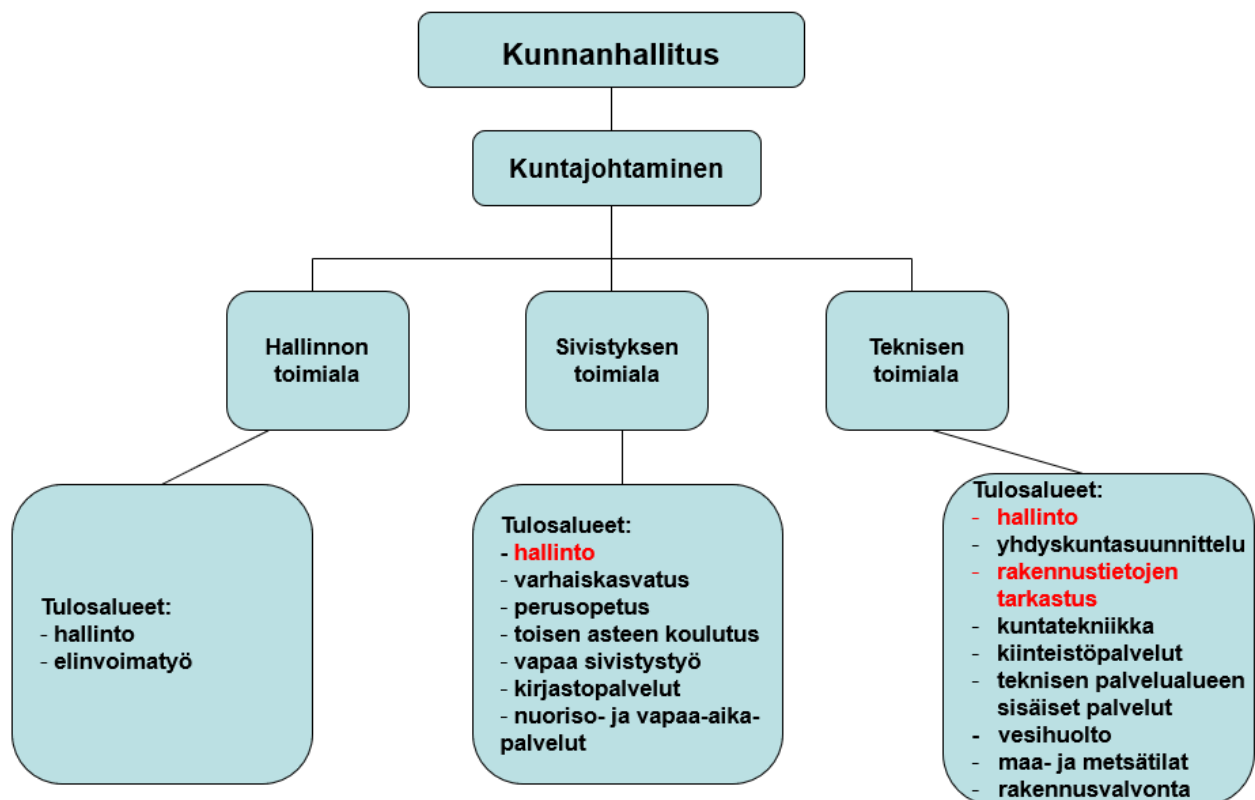 Kunnanhallitus
Kuntajohtaminen
Hallinnon
toimiala
Sivistyksen
toimiala
Teknisen
toimiala
Tulosalueet:
- hallinto
- elinvoimatyö
Tulosalueet:
- hallinto
- varhaiskasvatus
- perusopetus
- toisen asteen koulutus
- vapaa sivistystyö
- kirjastopalvelut
- nuoriso- ja vapaa-aika-
palvelut
Tulosalueet:
- hallinto
- yhdyskuntasuunnittelu
- rakennustietojen
tarkastus
- kuntatekniikka
- kiinteistöpalvelut
- teknisen palvelualueen
sisäiset palvelut
- vesihuolto
- maa- ja metsätilat
- rakennusvalvonta